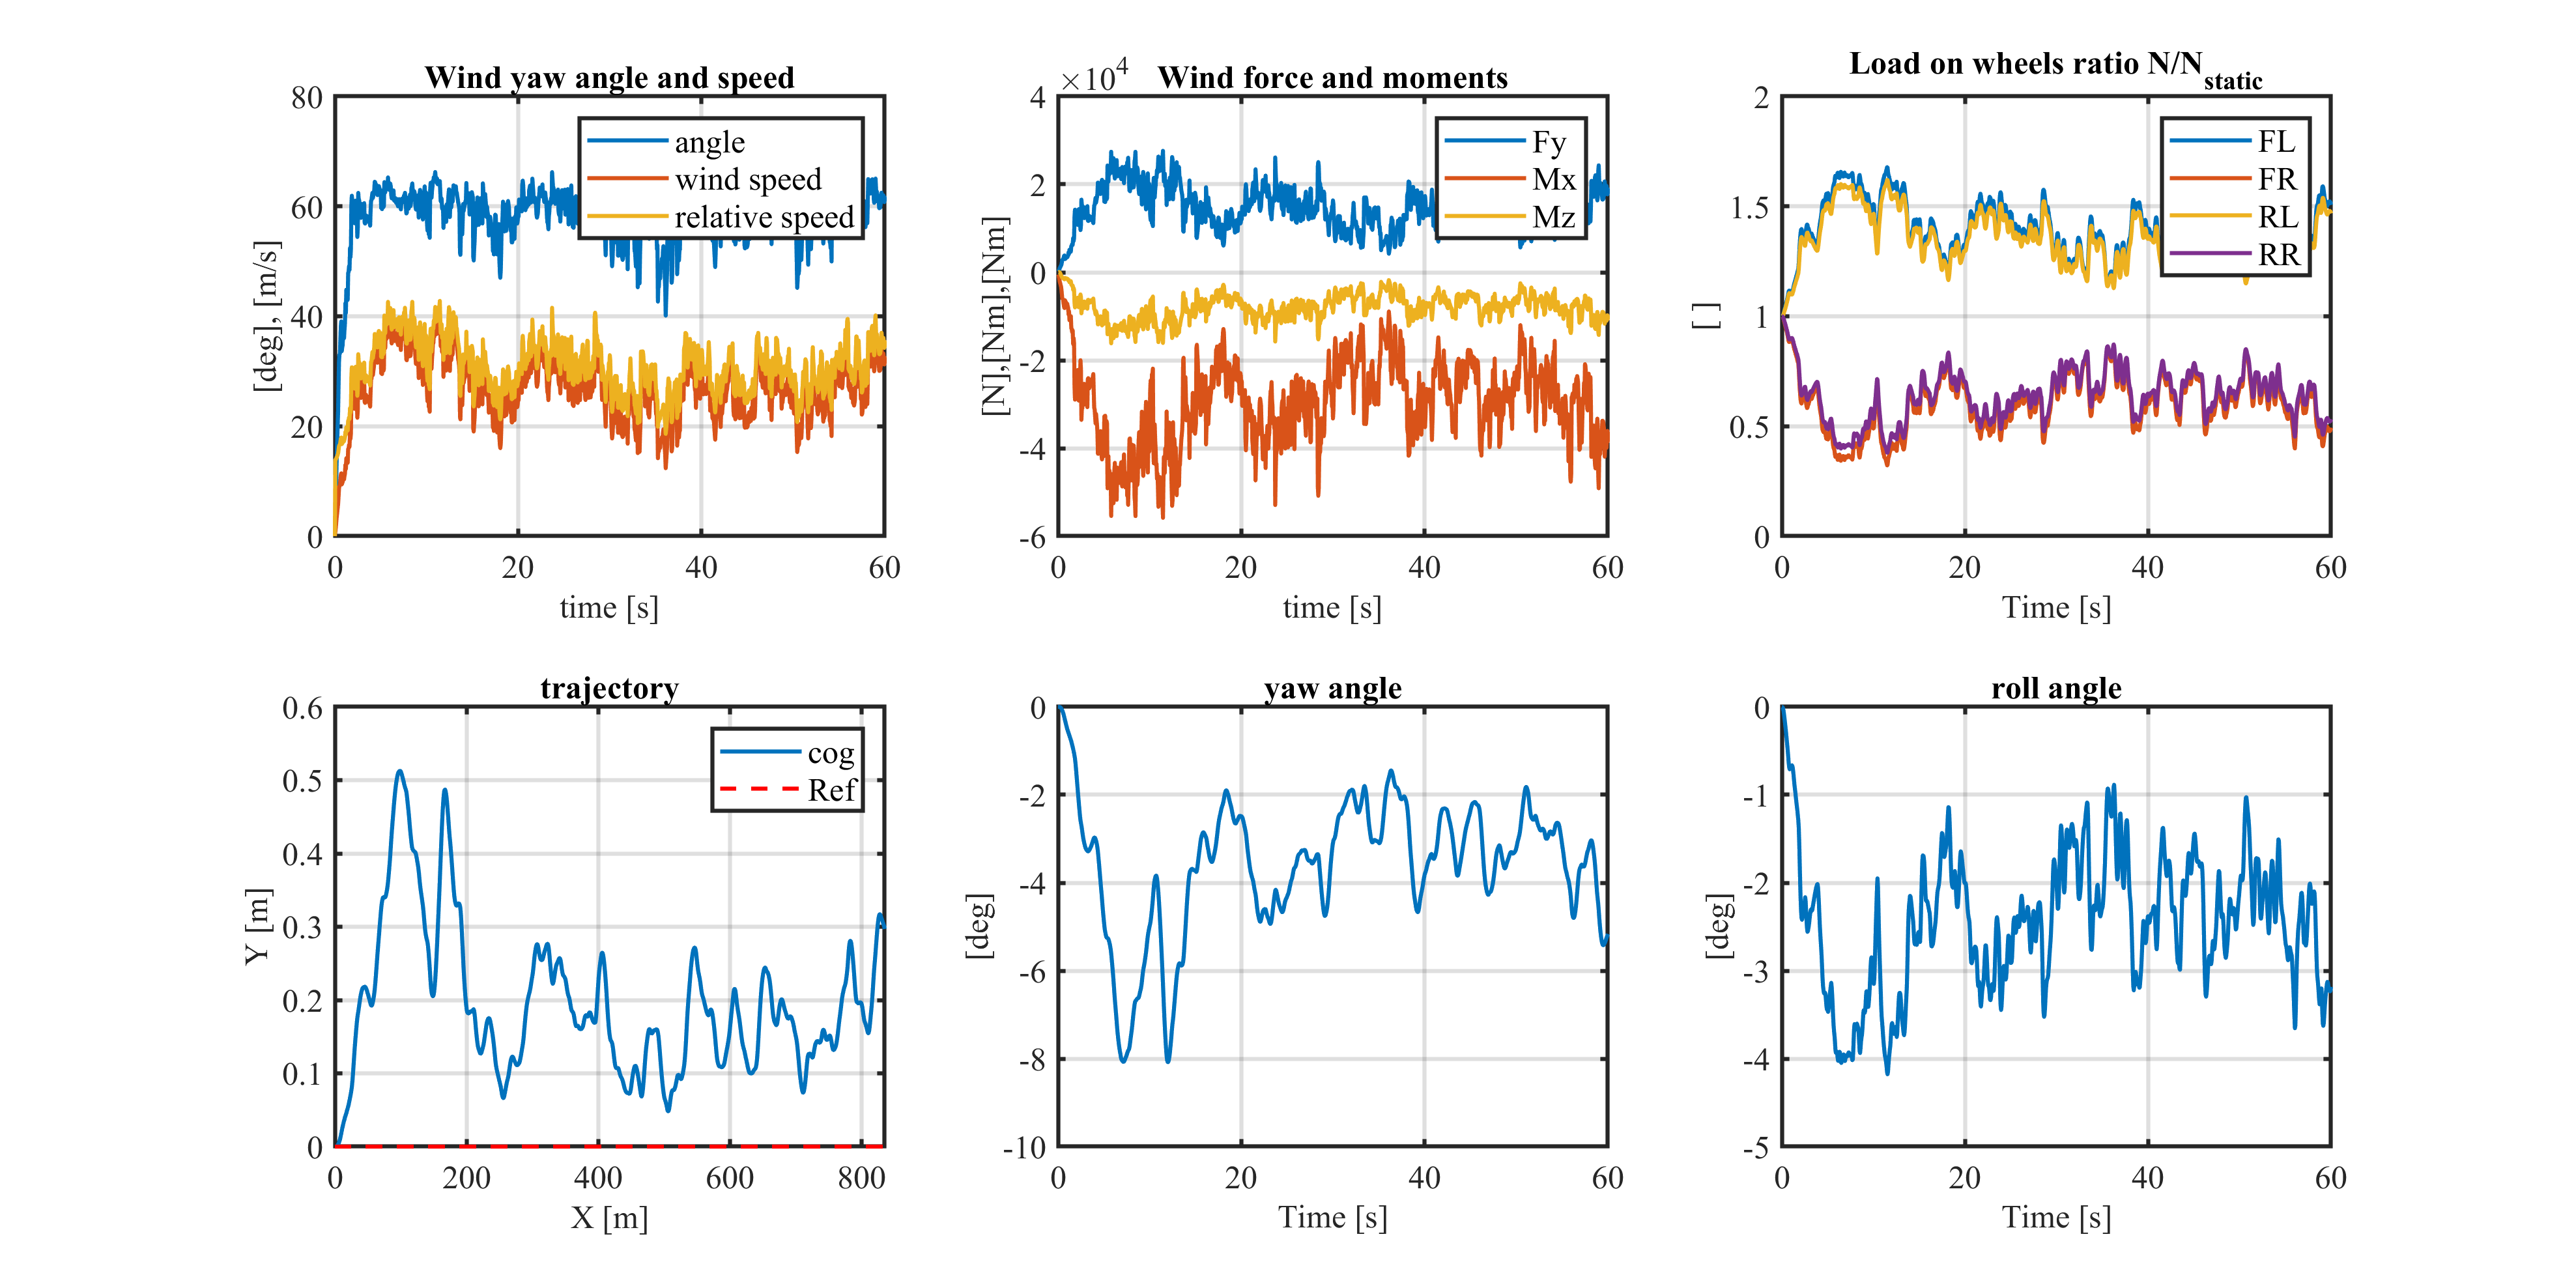 Wind yaw angle and speed
80
60
40
20
0
[deg], [m/s]
angle
wind speed
relative speed
0
20
40
60
time [s]
×10⁴
Wind force and moments
4
2
0
-2
-4
-6
[N],[Nm],[Nm]
Fy
Mx
Mz
0
20
40
60
time [s]
Load on wheels ratio N/N_static
2
1.5
1
0.5
0
[ ]
FL
FR
RL
RR
0
20
40
60
Time [s]
trajectory
0.6
0.5
0.4
0.3
0.2
0.1
0
Y [m]
cog
Ref
0
200
400
600
800
X [m]
yaw angle
0
-2
-4
-6
-8
-10
[deg]
0
20
40
60
Time [s]
roll angle
0
-1
-2
-3
-4
-5
[deg]
0
20
40
60
Time [s]